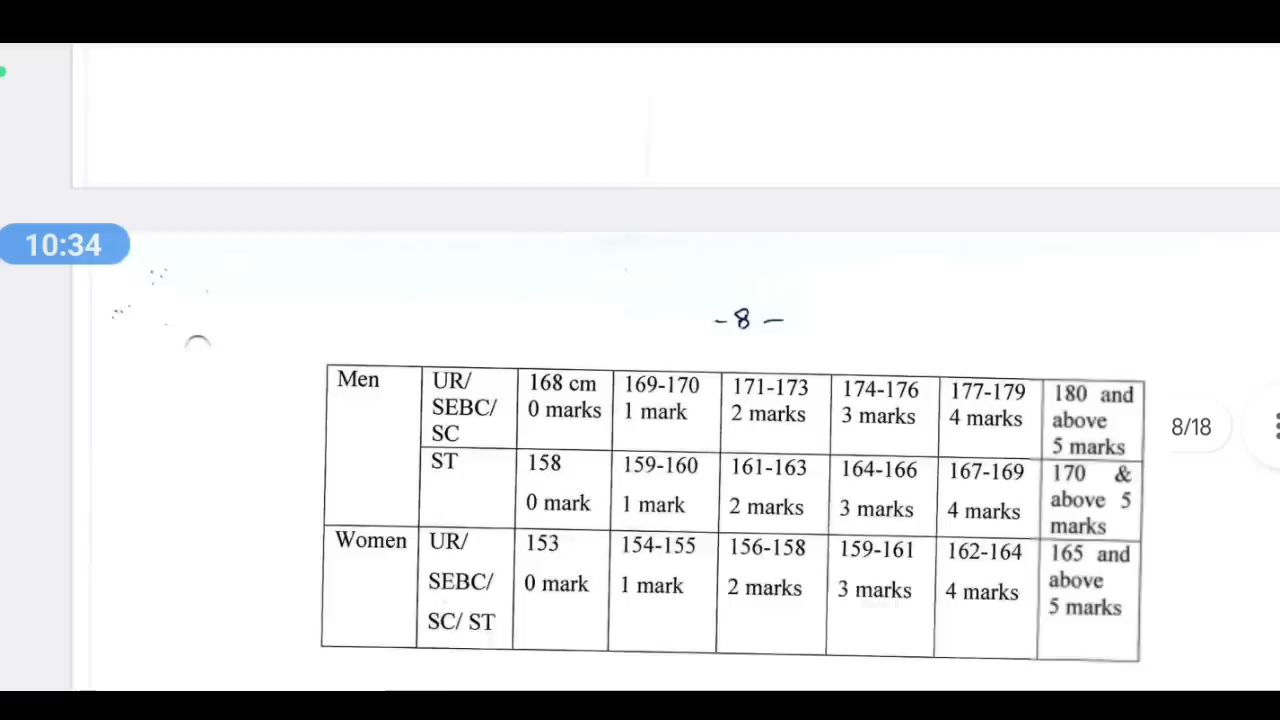 10:34
- 8 -
8/18
Men UR/ SEBC/ SC 168 cm 0 marks 169-170 1 mark 171-173 2 marks 174-176 3 marks 177-179 4 marks 180 and above 5 marks
ST 158 0 mark 159-160 1 mark 161-163 2 marks 164-166 3 marks 167-169 4 marks 170 & above 5 marks
Women UR/ SEBC/ SC/ ST 153 0 mark 154-155 1 mark 156-158 2 marks 159-161 3 marks 162-164 4 marks 165 and above 5 marks